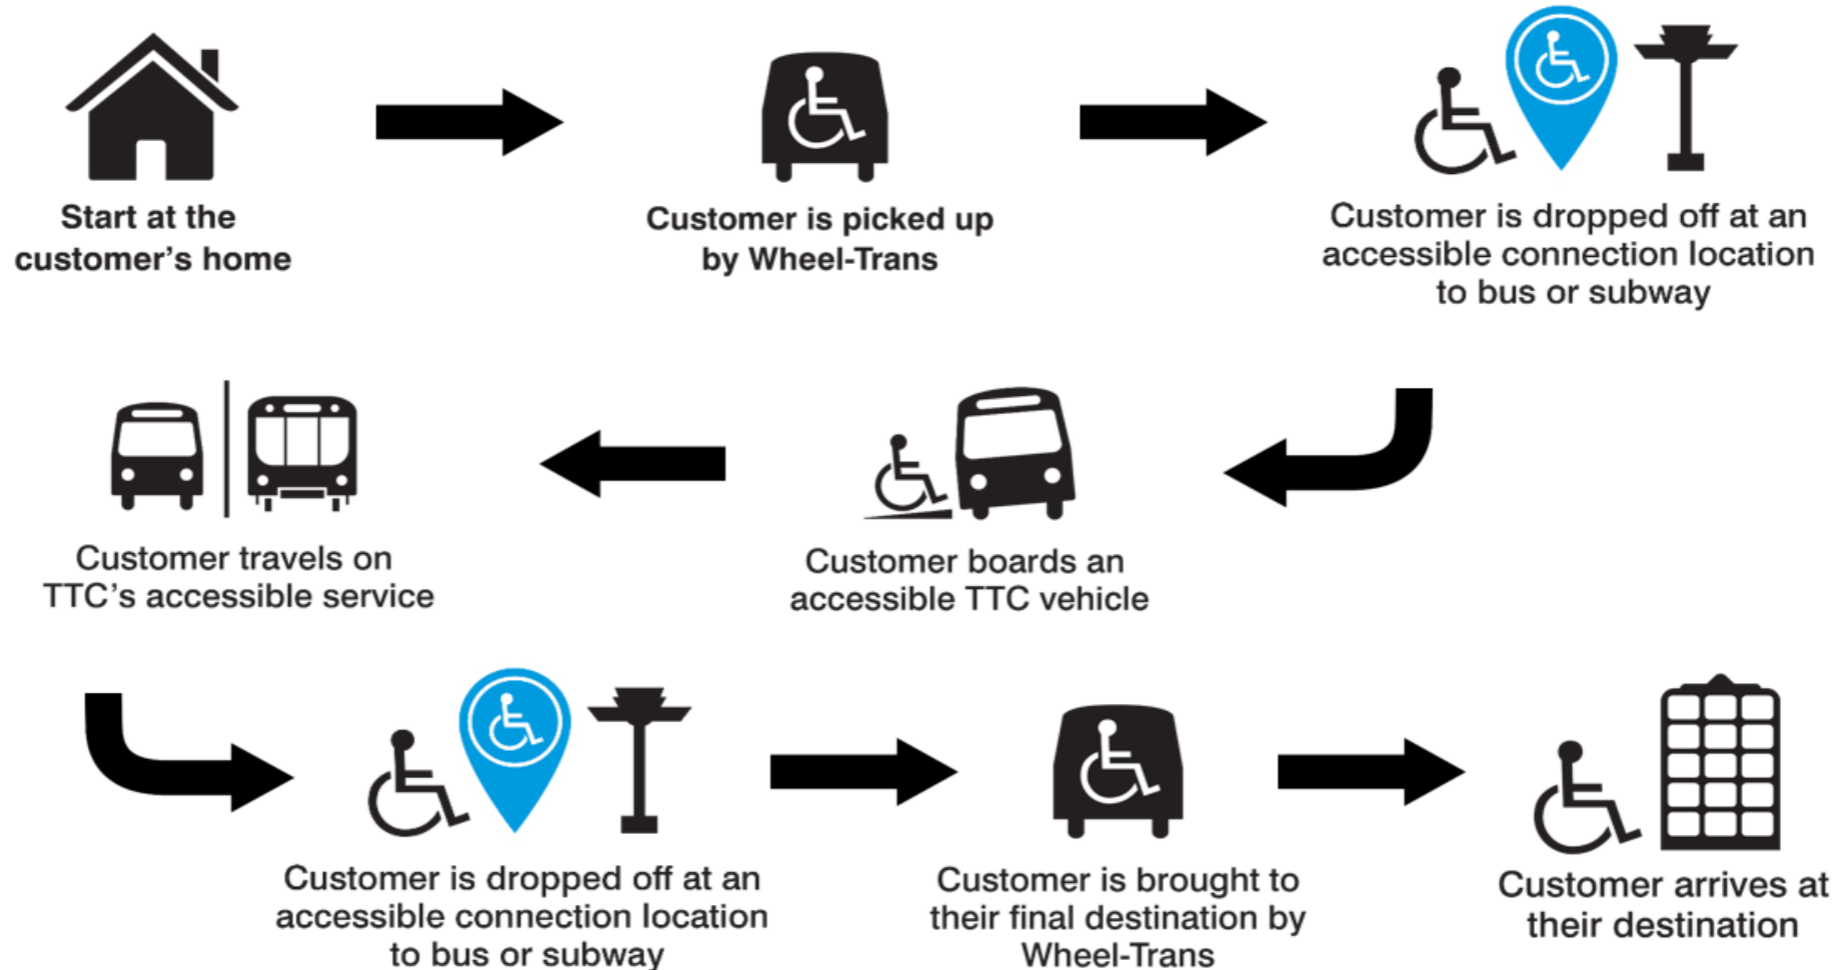 Start at the
customer's home
Customer is picked up
by Wheel-Trans
Customer is dropped off at an
accessible connection location
to bus or subway
Customer boards an
accessible TTC vehicle
Customer travels on
TTC's accessible service
Customer is dropped off at an
accessible connection location
to bus or subway
Customer is brought to
their final destination by
Wheel-Trans
Customer arrives at
their destination